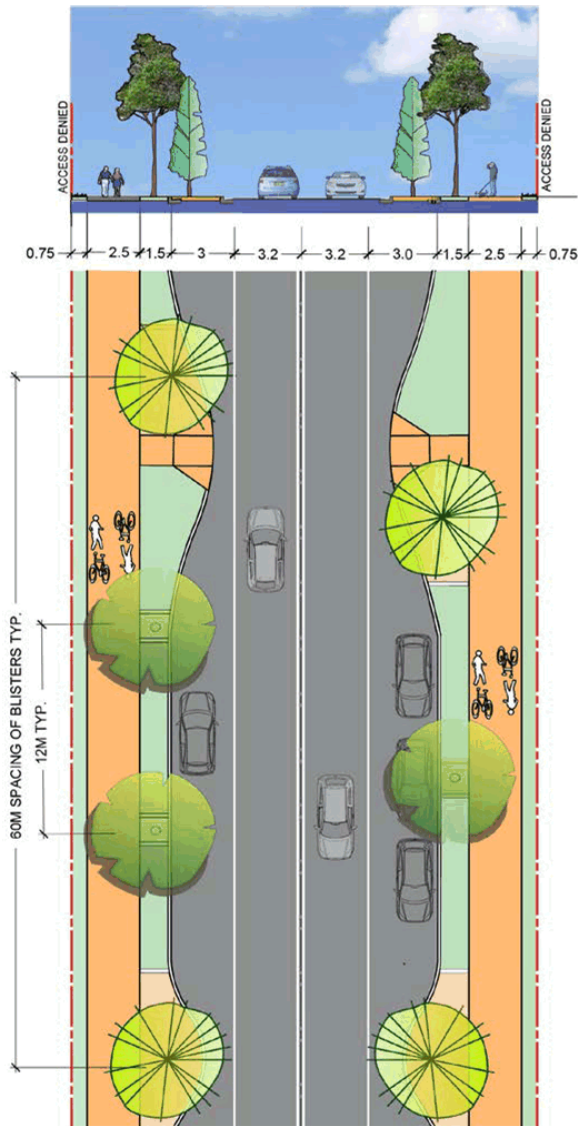 ACCESS DENIED
ACCESS DENIED
0.75 2.5 1.5 3 3.2 3.2 3.0 1.5 2.5 0.75
60M SPACING OF BLISTERS TYP.
12M TYP.